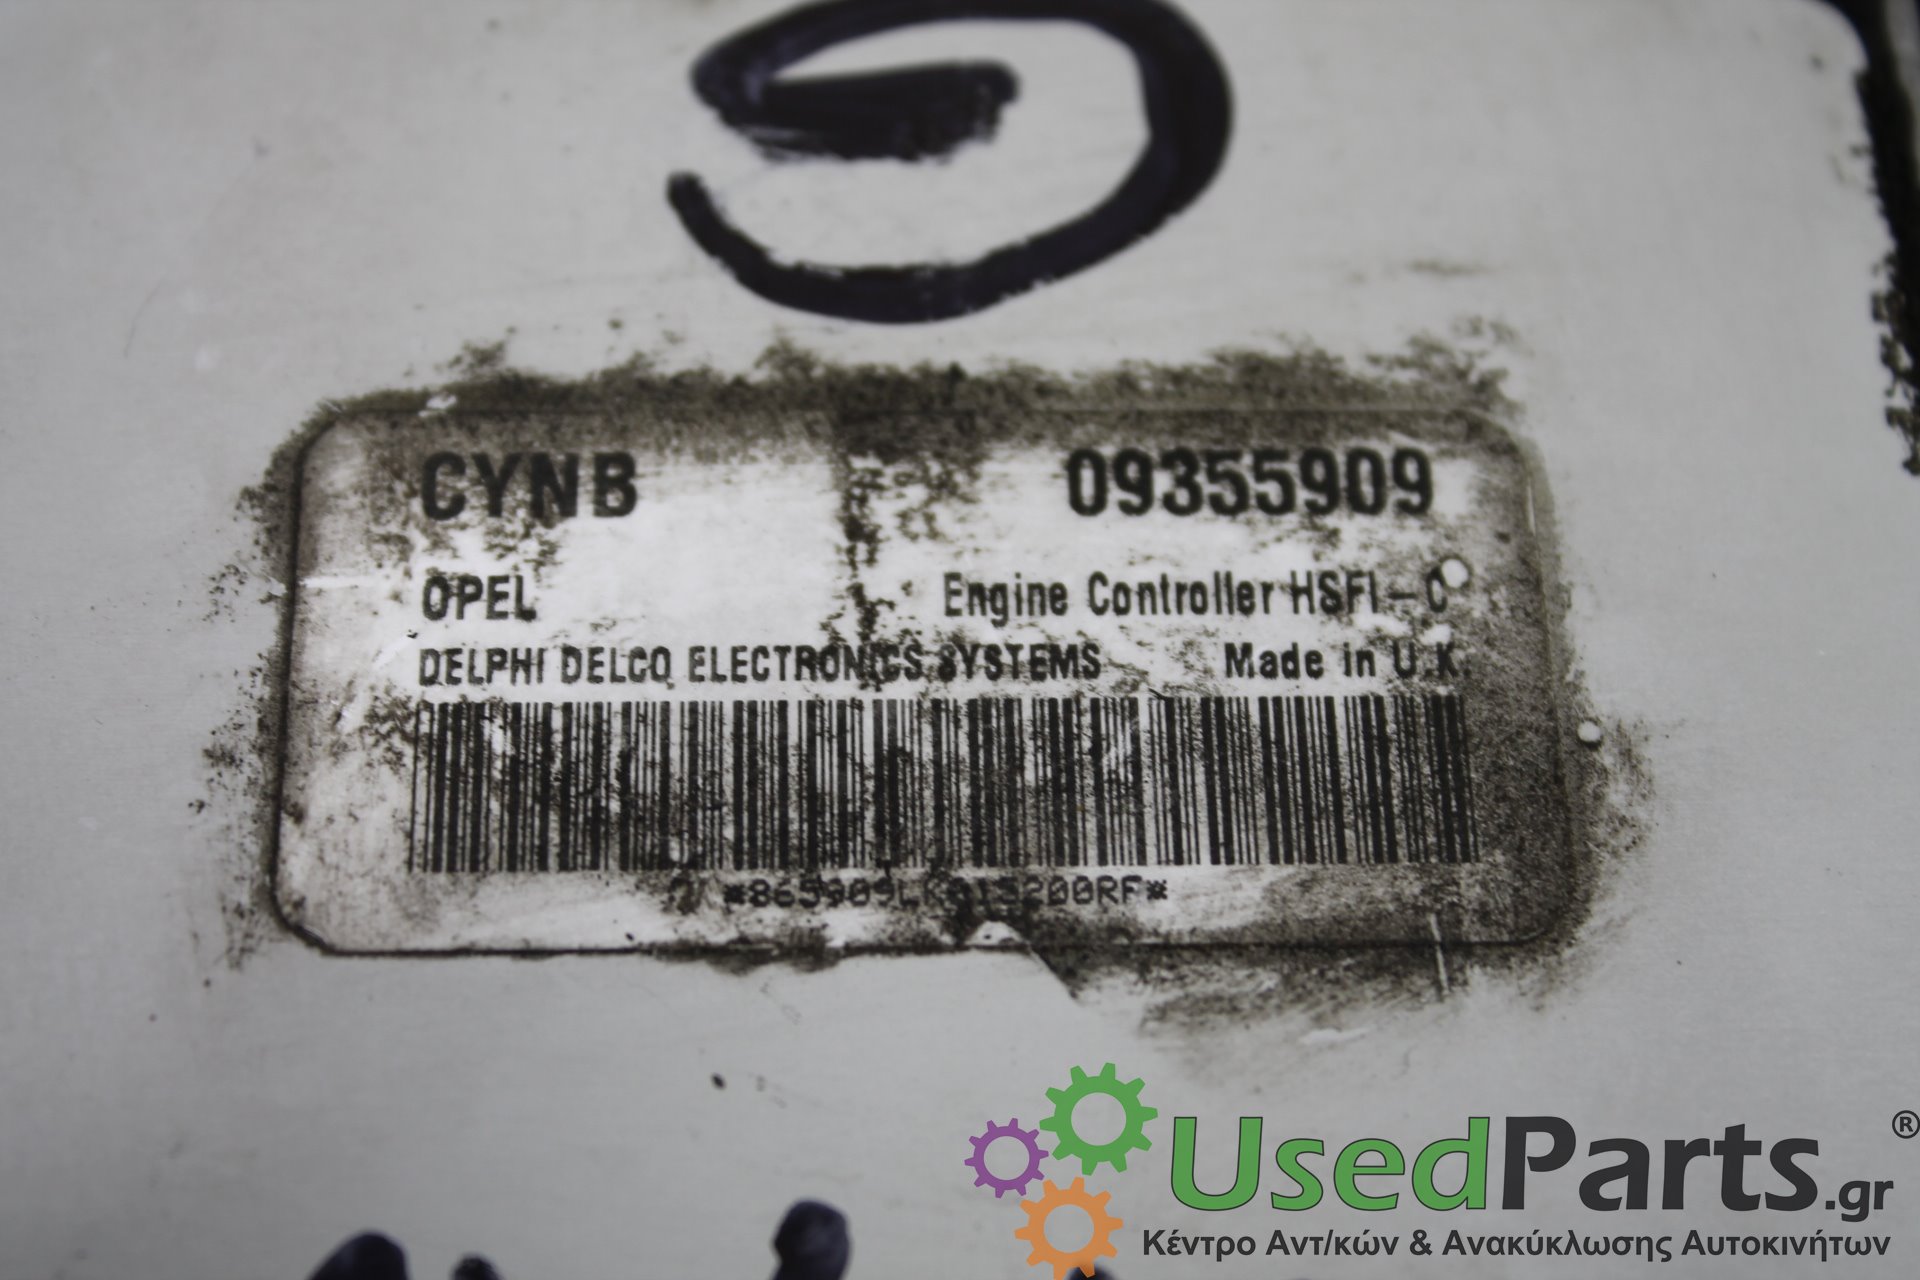 CYNB 09355909
OPEL Engine Controller HSFI-C
DELPHI DELCO ELECTRONICS SYSTEMS Made in U.K.
UsedParts.gr ®
Κέντρο Αντ/κών & Ανακύκλωσης Αυτοκινήτων